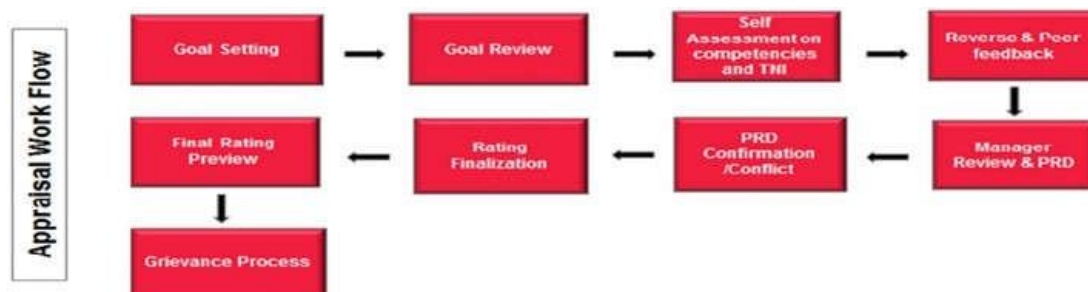 Appraisal Work Flow
Goal Setting
Goal Review
Self
Assessment on
competencies
and TNI
Reverse & Peer
feedback
Manager
Review & PRD
PRD
Confirmation
/Conflict
Rating
Finalization
Final Rating
Preview
Grievance Process